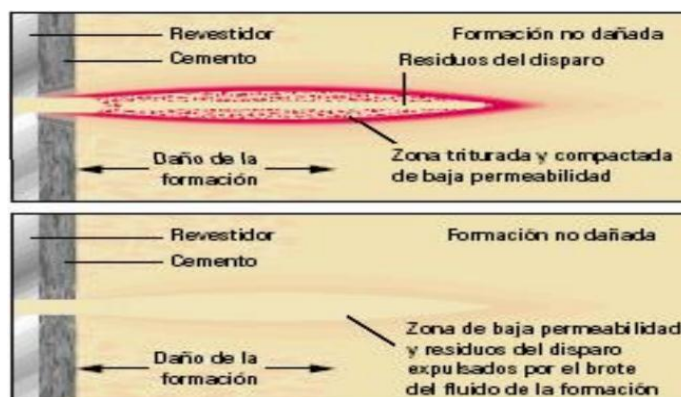 Revestidor
Formación no dañada
Cemento
Residuos del disparo
Daño de la
formación
Zona triturada y compactada
de baja permeabilidad
Revestidor
Formación no dañada
Cemento
Daño de la
formación
Zona de baja permeabilidad
y residuos del disparo
expulsados por el brote
del fluido de la formación